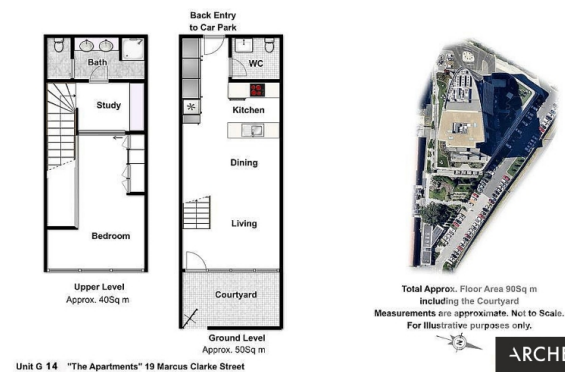 Back Entry
to Car Park
Bath
WC
Study
Kitchen
Dining
Living
Bedroom
Courtyard
Upper Level
Approx. 40Sq m
Ground Level
Approx. 50Sq m
Unit G 14 "The Apartments" 19 Marcus Clarke Street
Total Approx. Floor Area 90Sq m
including the Courtyard
Measurements are approximate. Not to Scale.
For Illustrative purposes only.
N
ARCHE